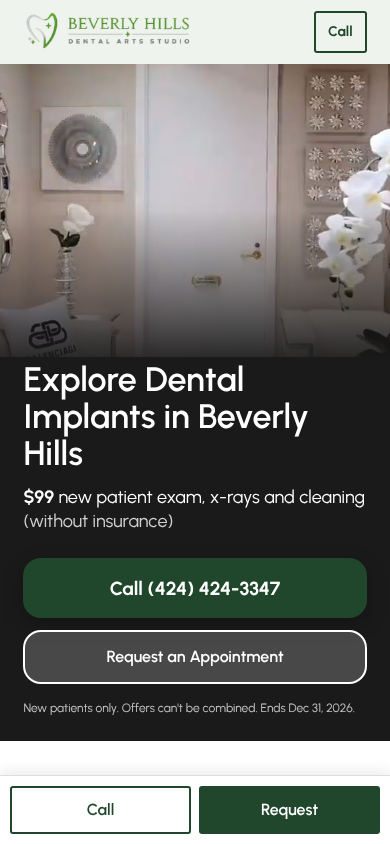 BEVERLY HILLS
DENTAL ARTS STUDIO
Call
BALENCIAGA
Explore Dental
Implants in Beverly
Hills
$99 new patient exam, x-rays and cleaning
(without insurance)
Call (424) 424-3347
Request an Appointment
New patients only. Offers can't be combined. Ends Dec 31, 2026.
Call
Request